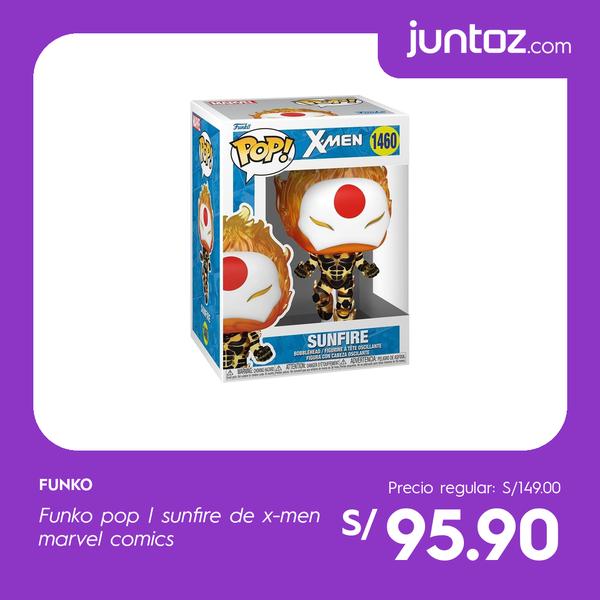 juntoz.com
MARVEL
Funko
POP!
X-MEN
1460
SUNFIRE
BOBBLEHEAD / FIGURINE À TÊTE OSCILLANTE
FIGURA CON CABEZA OSCILANTE
FUNKO
Precio regular: S/149.00
Funko pop | sunfire de x-men
marvel comics
S/ 95.90